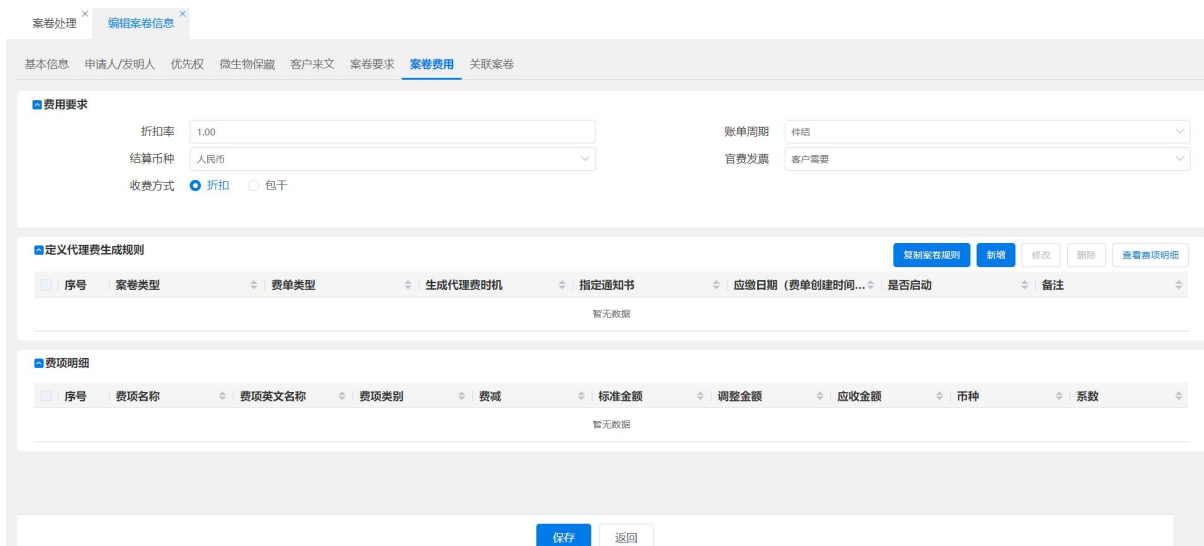 案卷处理 × 编辑案卷信息 ×
基本信息 申请人/发明人 优先权 微生物保藏 客户来文 案卷要求 案卷费用 关联案卷
费用要求
折扣率 1.00 账单周期 件结
结算币种 人民币 官费发票 客户需要
收费方式 折扣 包干
定义代理费生成规则 复制案卷规则 新增 修改 删除 查看费项明细
序号 案卷类型 费单类型 生成代理费时机 指定通知书 应缴日期（费单创建时间... 是否启动 备注
暂无数据
费项明细
序号 费项名称 费项英文名称 费项类别 费减 标准金额 调整金额 应收金额 币种 系数
暂无数据
保存 返回